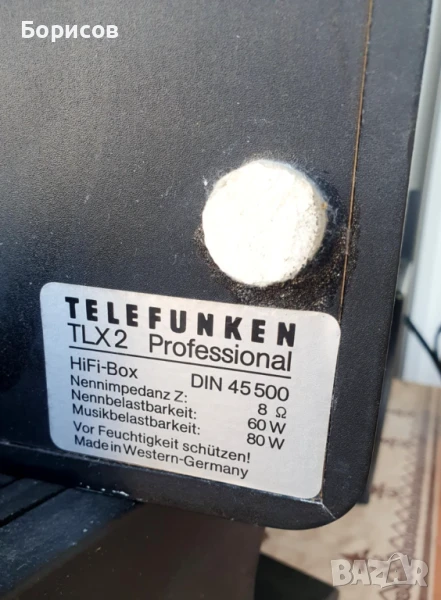 Борисов
TELEFUNKEN
TLX2 Professional
HiFi-Box DIN 45500
Nennimpedanz Z: 8 Ω
Nennbelastbarkeit: 60 W
Musikbelastbarkeit: 80 W
Vor Feuchtigkeit schützen!
Made in Western-Germany
BAZAR